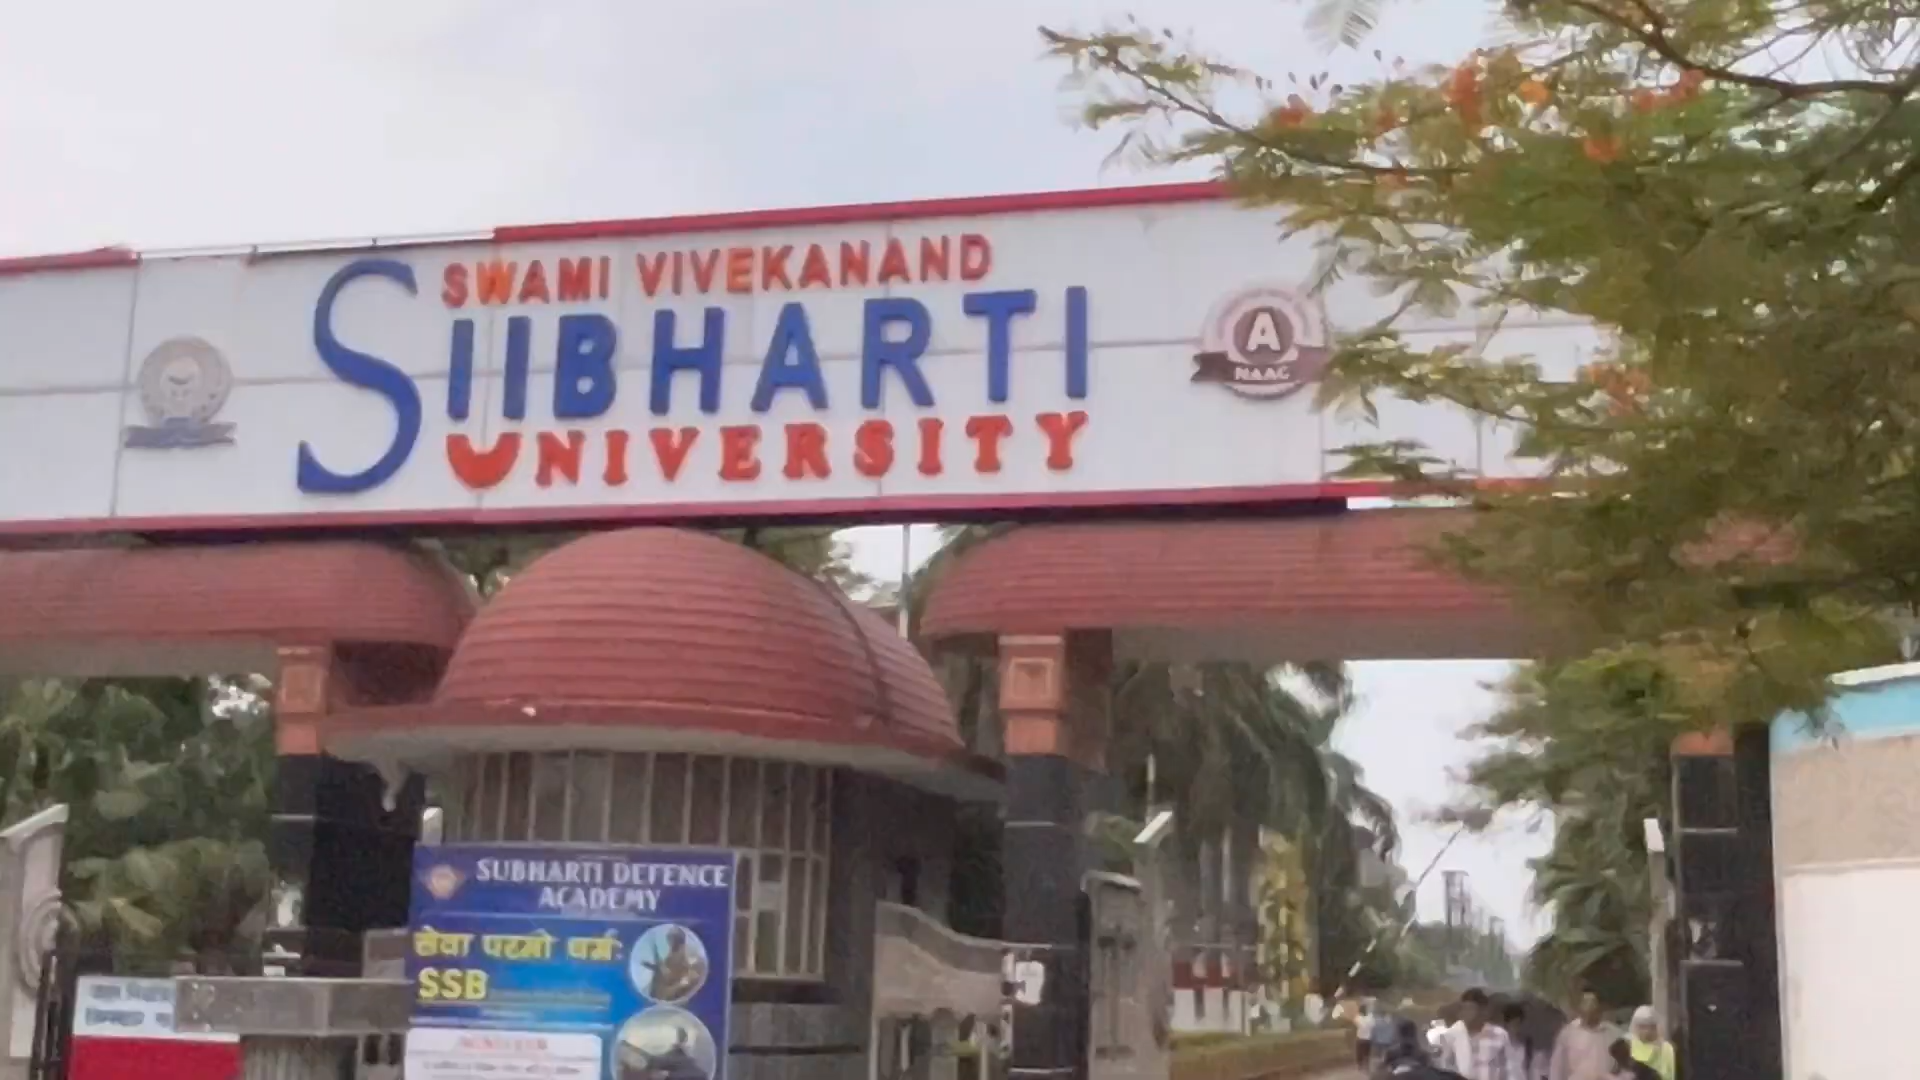 SWAMI VIVEKANAND
SUBHARTI
UNIVERSITY
A
NAAC
SUBHARTI DEFENCE
ACADEMY
सेवा परमो धर्मः
SSB